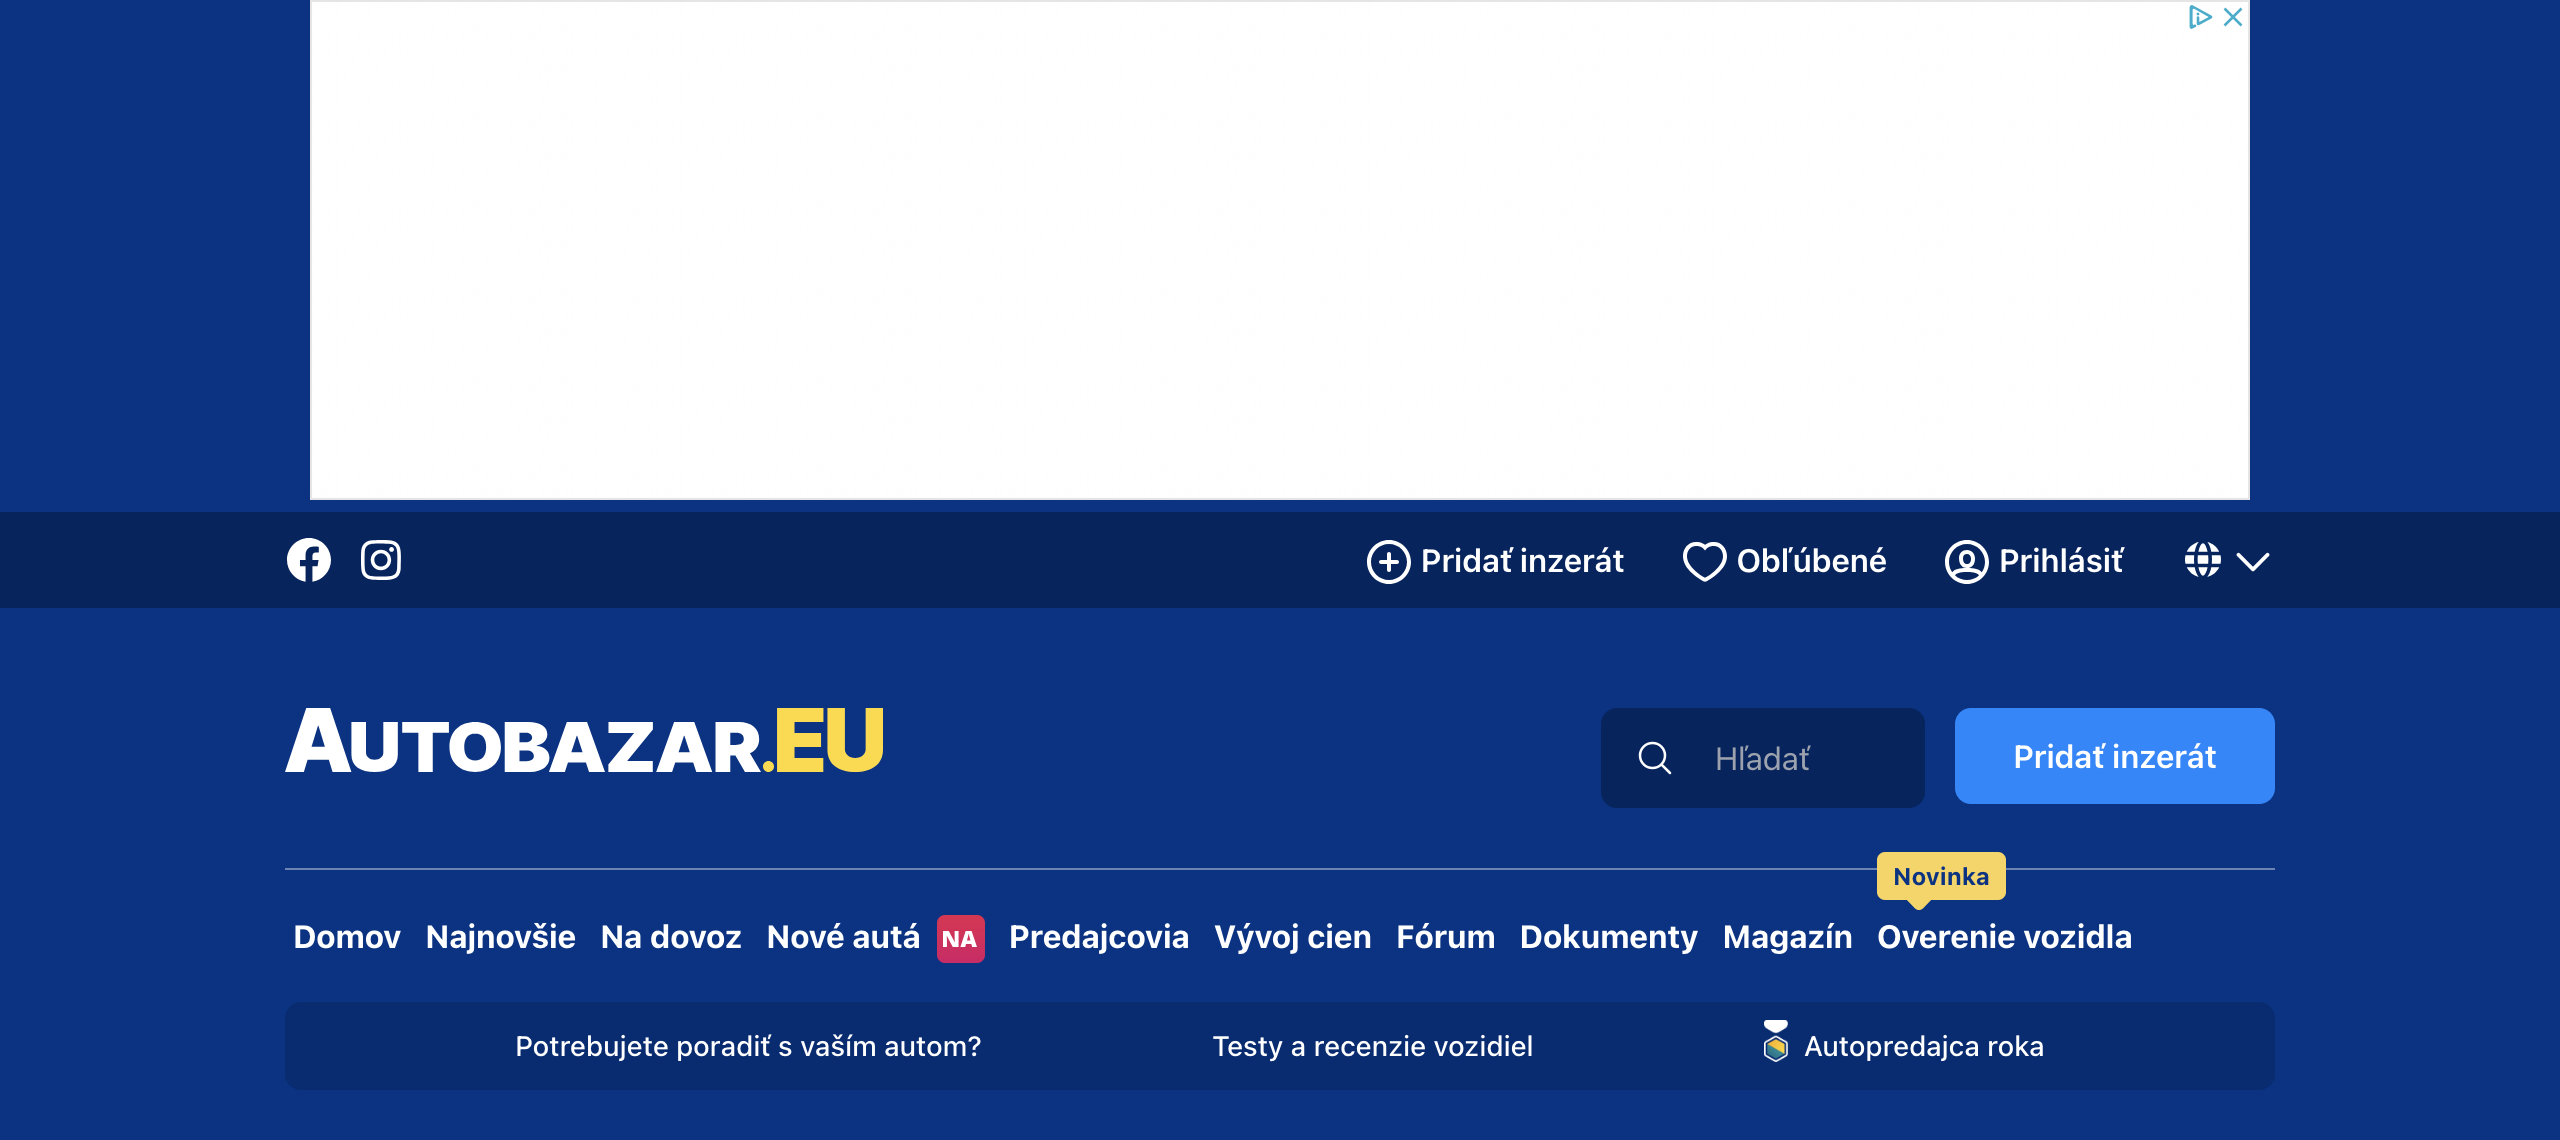 Pridať inzerát Obľúbené Prihlásiť
AUTOBAZAR.EU
Hľadať
Pridať inzerát
Novinka
Domov Najnovšie Na dovoz Nové autá NA Predajcovia Vývoj cien Fórum Dokumenty Magazín Overenie vozidla
Potrebujete poradiť s vaším autom? Testy a recenzie vozidiel Autopredajca roka